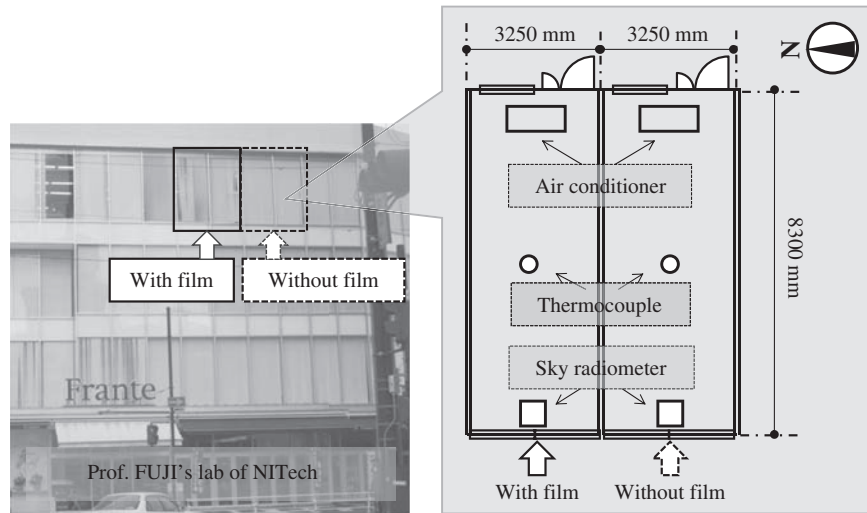 3250 mm
3250 mm
N
Air conditioner
8300 mm
Thermocouple
Sky radiometer
With film
Without film
With film
Without film
Frante
Prof. FUJI's lab of NITech